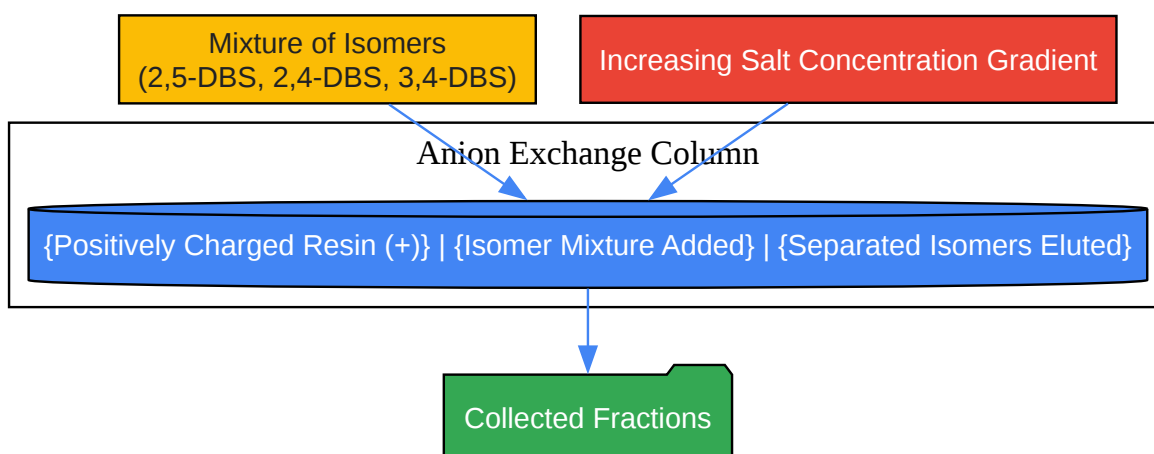 Mixture of Isomers
(2,5-DBS, 2,4-DBS, 3,4-DBS)
Increasing Salt Concentration Gradient
Anion Exchange Column
{Positively Charged Resin (+)} | {Isomer Mixture Added} | {Separated Isomers Eluted}
Collected Fractions